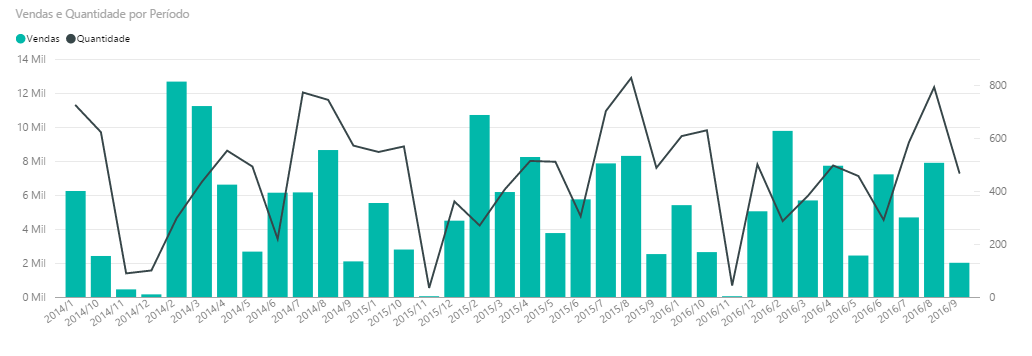 Vendas e Quantidade por Período
Vendas Quantidade
14 Mil
12 Mil
10 Mil
8 Mil
6 Mil
4 Mil
2 Mil
0 Mil
800
600
400
200
0
2014/1 2014/10 2014/11 2014/12 2014/2 2014/3 2014/4 2014/5 2014/6 2014/7 2014/8 2014/9 2015/1 2015/10 2015/11 2015/12 2015/2 2015/3 2015/4 2015/5 2015/6 2015/7 2015/8 2015/9 2016/1 2016/10 2016/11 2016/12 2016/2 2016/3 2016/4 2016/5 2016/6 2016/7 2016/8 2016/9